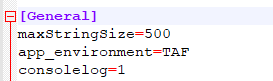 [General]
maxStringSize=500
app_environment=TAF
consolelog=1